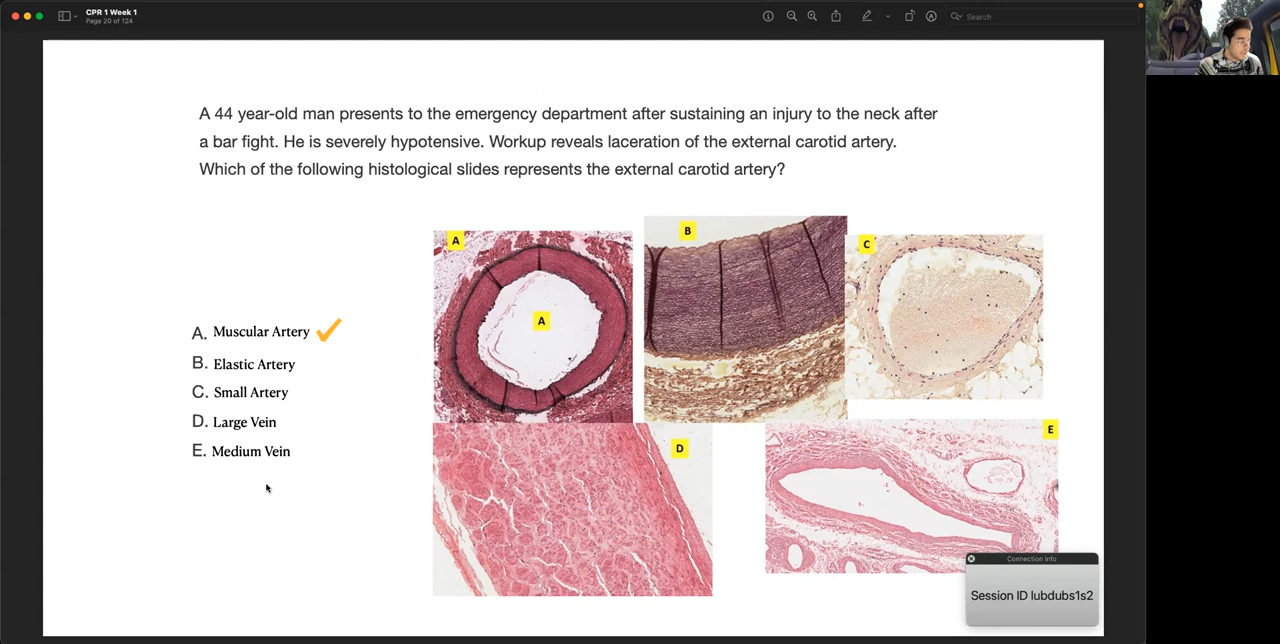 CPR 1 Week 1
Page 20 of 124
Search
A 44 year-old man presents to the emergency department after sustaining an injury to the neck after
a bar fight. He is severely hypotensive. Workup reveals laceration of the external carotid artery.
Which of the following histological slides represents the external carotid artery?
A. Muscular Artery
B. Elastic Artery
C. Small Artery
D. Large Vein
E. Medium Vein
A
A
B
C
D
E
Connection Info
Session ID lubdubs1s2